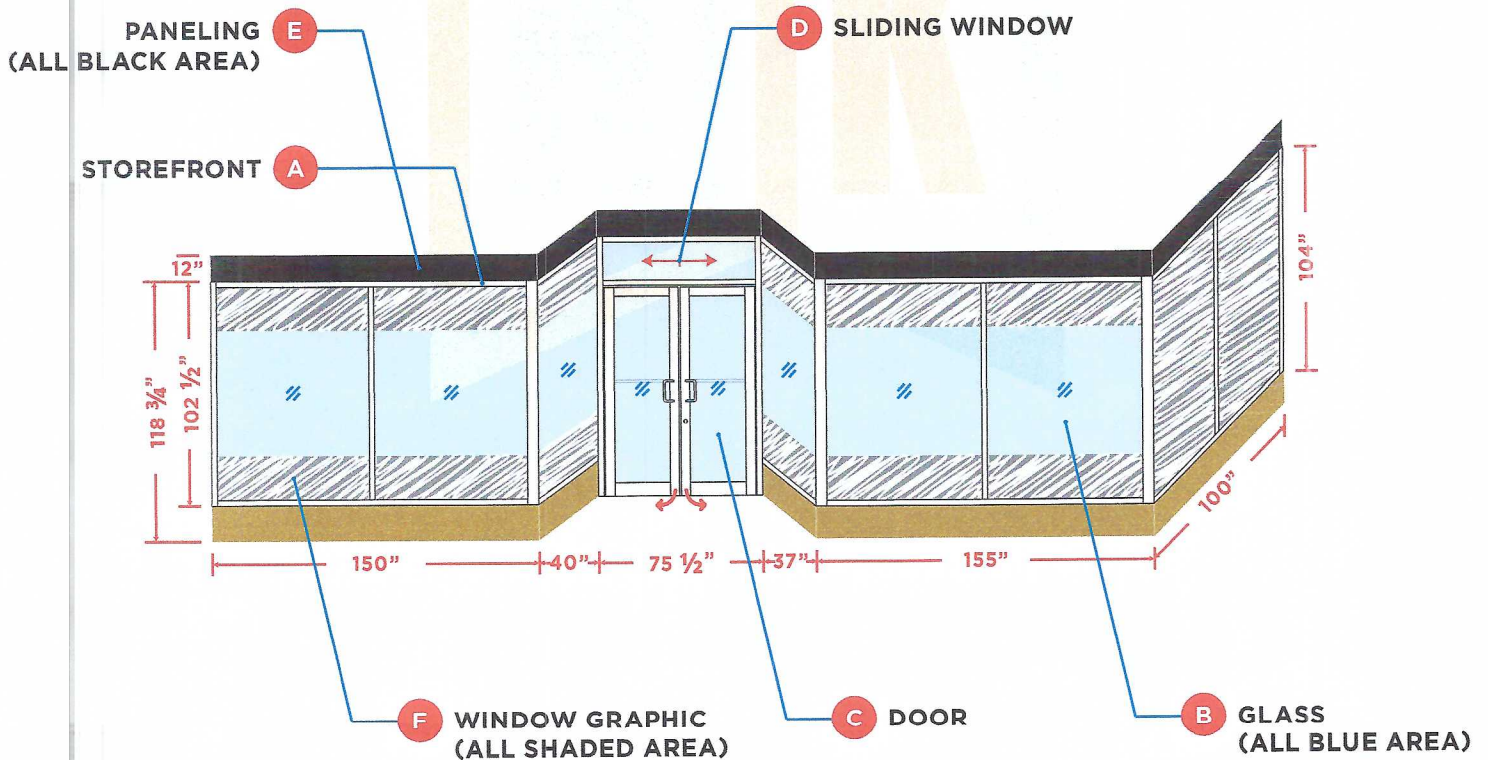 PANELING
(ALL BLACK AREA)
E
D
SLIDING WINDOW
STOREFRONT
A
12”
118 ¾”
102 ½”
104”
100”
150”
40”
75 ½”
37”
155”
F
WINDOW GRAPHIC
(ALL SHADED AREA)
C
DOOR
B
GLASS
(ALL BLUE AREA)